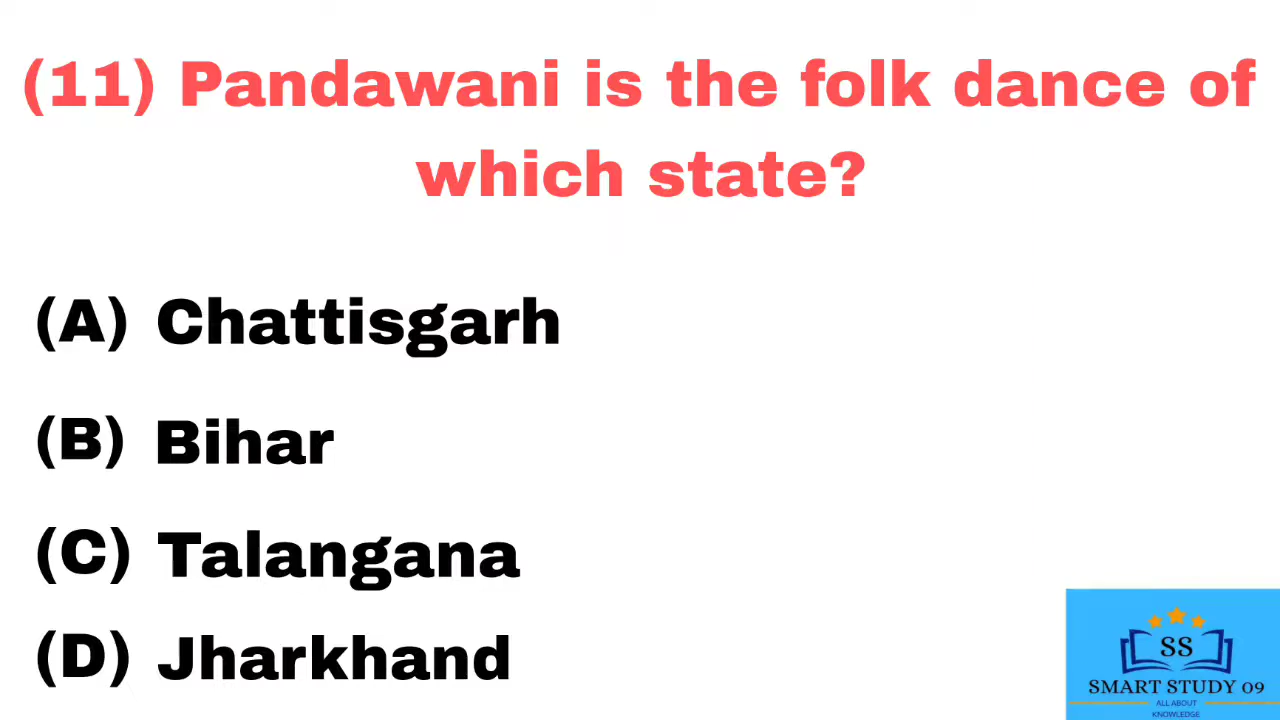 (11) Pandawani is the folk dance of
which state?
(A) Chattisgarh
(B) Bihar
(C) Talangana
(D) Jharkhand
SS
SMART STUDY 09
ALL ABOUT
KNOWLEDGE